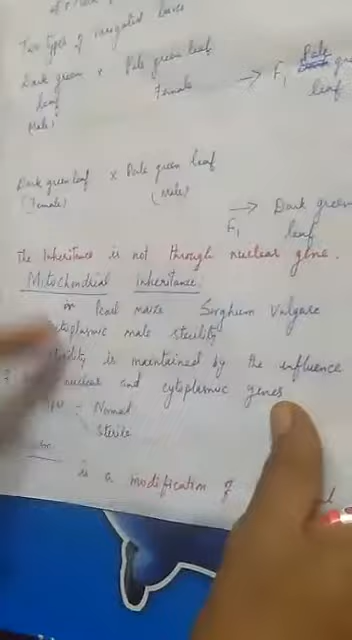 Two types of variegated leaves
Dark green x Pale green leaf
leaf Female → F1 Pale
(Male) leaf
Dark green leaf x Pale green leaf
(Female) (Male)
→ Dark green
F1 leaf
The Inheritance is not through nuclear gene.
Mitochondrial Inheritance
in Pearl maize Sorghum Vulgare
cytoplasmic male sterility
is maintained by the influence
nuclear and cytoplasmic genes
- Normal
Sterile
is a modification of